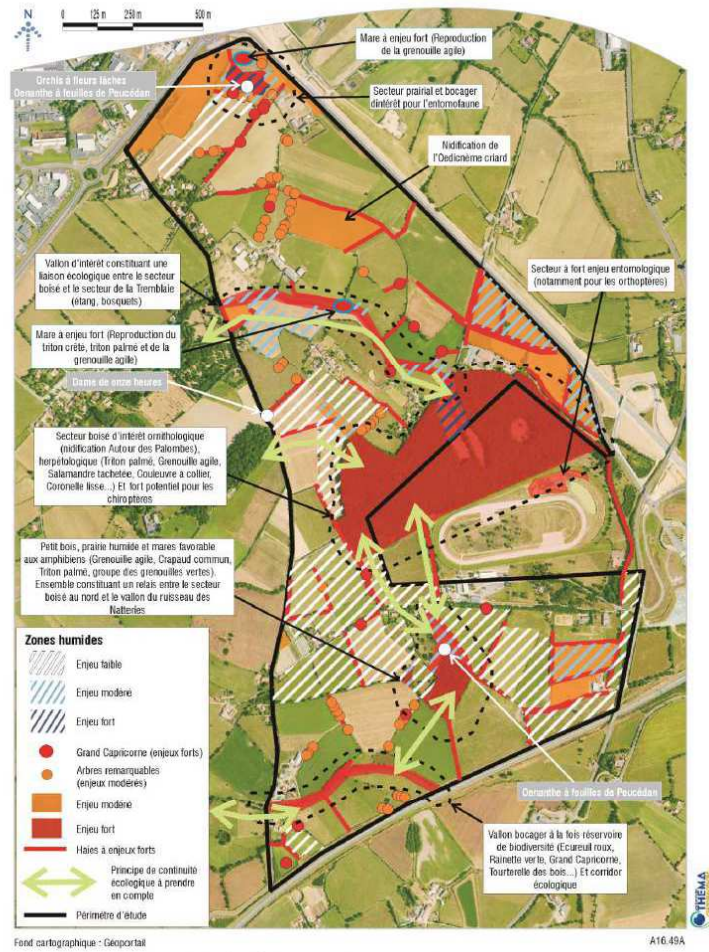 N
0 125 m 250 m 500 m
Mare à enjeu fort (Reproduction
de la grenouille agile)
Orchis à fleurs lâches
Oenanthe à feuilles de Peucédan
Secteur prairial et bocager
dintérêt pour l'entomofaune
Nidification de
l'Oedicnème criard
Vallon d'intérêt constituant une
liaison écologique entre le secteur
boisé et le secteur de la Tremblaie
(étang, bosquets)
Secteur à fort enjeu entomologique
(notamment pour les orthoptères)
Mare à enjeu fort (Reproduction du
triton crêté, triton palmé et de la
grenouille agile)
Dame de onze heures
Secteur boisé d'intérêt ornithologique
(nidification Autour des Palombes),
herpétologique (Triton palmé, Grenouille agile,
Salamandre tachetée, Couleuvre à collier,
Coronelle lisse...) Et fort potentiel pour les
chiroptères
Petit bois, prairie humide et mares favorable
aux amphibiens (Grenouille agile, Crapaud commun,
Triton palmé, groupe des grenouilles vertes).
Ensemble constituant un relais entre le secteur
boisé au nord et le vallon du ruisseau des
Natteries
Zones humides
Enjeu faible
Enjeu modéré
Enjeu fort
Grand Capricorne (enjeux forts)
Arbres remarquables
(enjeux modérés)
Enjeu modéré
Enjeu fort
Haies à enjeux forts
Principe de continuité
écologique à prendre
en compte
Périmètre d'étude
Oenanthe à feuilles de Peucédan
Vallon bocager à la fois réservoire
de biodiversité (Ecureuil roux,
Rainette verte, Grand Capricorne,
Tourterelle des bois...) Et corridor
écologique
THEMA
Fond cartographique : Géoportail
A16.49A